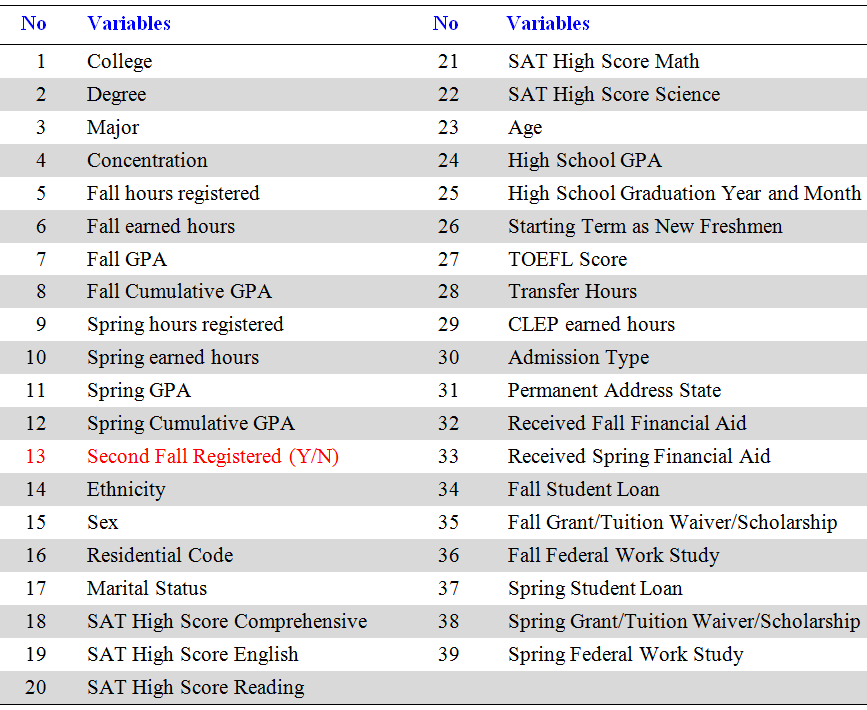 No Variables No Variables
1 College 21 SAT High Score Math
2 Degree 22 SAT High Score Science
3 Major 23 Age
4 Concentration 24 High School GPA
5 Fall hours registered 25 High School Graduation Year and Month
6 Fall earned hours 26 Starting Term as New Freshmen
7 Fall GPA 27 TOEFL Score
8 Fall Cumulative GPA 28 Transfer Hours
9 Spring hours registered 29 CLEP earned hours
10 Spring earned hours 30 Admission Type
11 Spring GPA 31 Permanent Address State
12 Spring Cumulative GPA 32 Received Fall Financial Aid
13 Second Fall Registered (Y/N) 33 Received Spring Financial Aid
14 Ethnicity 34 Fall Student Loan
15 Sex 35 Fall Grant/Tuition Waiver/Scholarship
16 Residential Code 36 Fall Federal Work Study
17 Marital Status 37 Spring Student Loan
18 SAT High Score Comprehensive 38 Spring Grant/Tuition Waiver/Scholarship
19 SAT High Score English 39 Spring Federal Work Study
20 SAT High Score Reading